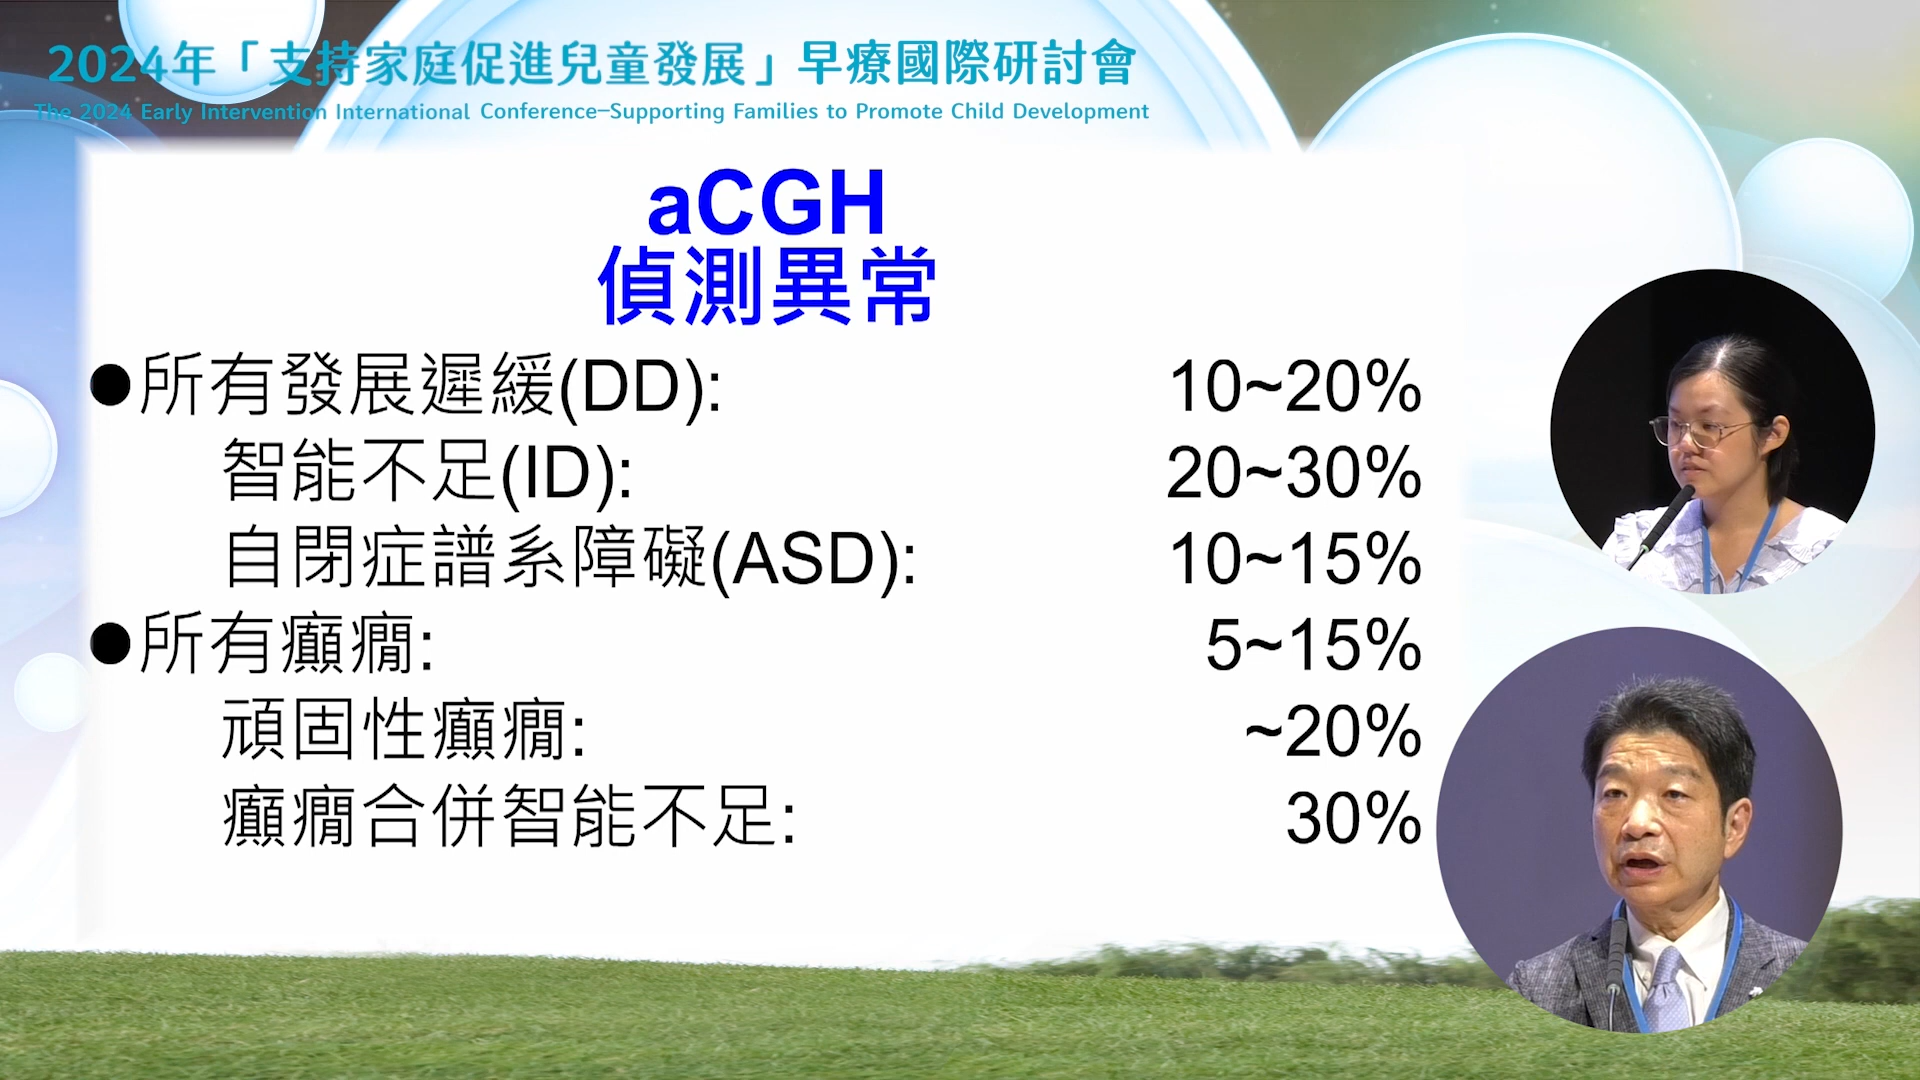 2024年「支持家庭促進兒童發展」早療國際研討會
The 2024 Early Intervention International Conference—Supporting Families to Promote Child Development
aCGH
偵測異常
●所有發展遲緩(DD): 10~20%
智能不足(ID): 20~30%
自閉症譜系障礙(ASD): 10~15%
●所有癲癇: 5~15%
頑固性癲癇: ~20%
癲癇合併智能不足: 30%